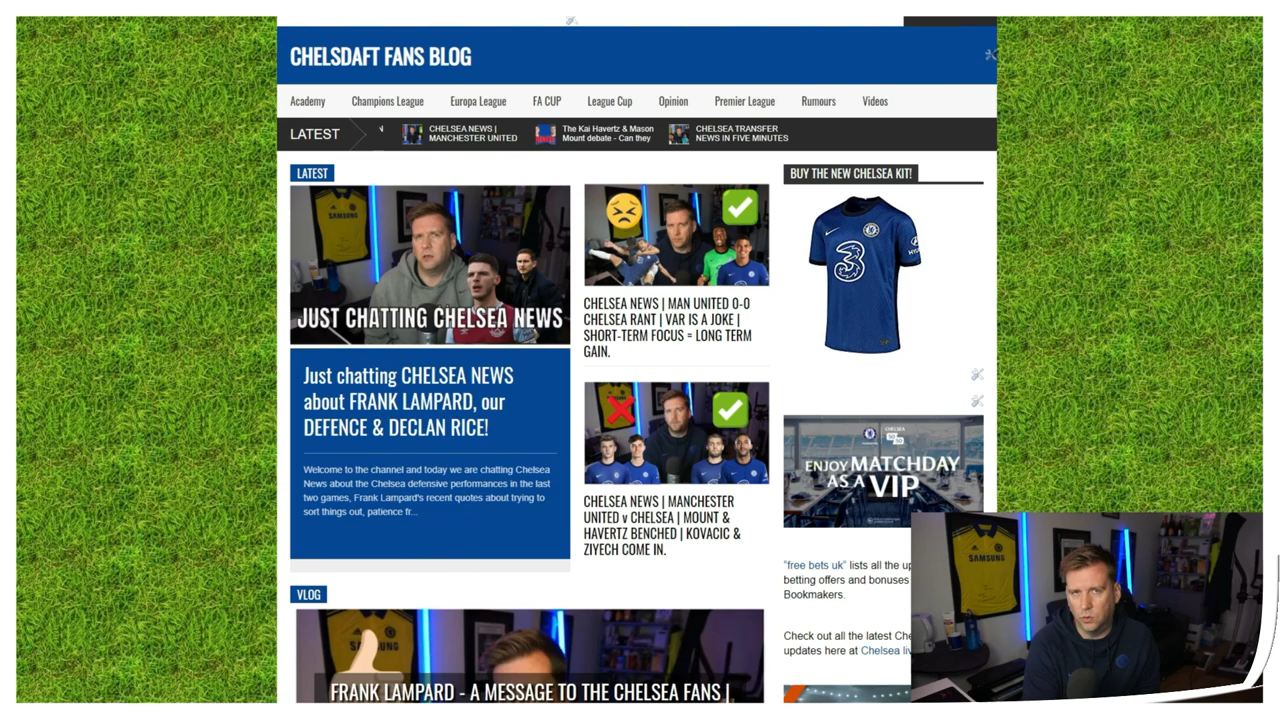 CHELSDAFT FANS BLOG
Academy Champions League Europa League FA CUP League Cup Opinion Premier League Rumours Videos
LATEST
CHELSEA NEWS |
MANCHESTER UNITED
The Kai Havertz & Mason
Mount debate - Can they
CHELSEA TRANSFER
NEWS IN FIVE MINUTES
LATEST
SAMSUNG
JUST CHATTING CHELSEA NEWS
Just chatting CHELSEA NEWS
about FRANK LAMPARD, our
DEFENCE & DECLAN RICE!
Welcome to the channel and today we are chatting Chelsea
News about the Chelsea defensive performances in the last
two games, Frank Lampard's recent quotes about trying to
sort things out, patience fr...
CHELSEA NEWS | MAN UNITED 0-0
CHELSEA RANT | VAR IS A JOKE |
SHORT-TERM FOCUS = LONG TERM
GAIN.
CHELSEA NEWS | MANCHESTER
UNITED v CHELSEA | MOUNT &
HAVERTZ BENCHED | KOVACIC &
ZIYECH COME IN.
BUY THE NEW CHELSEA KIT!
3
ENJOY MATCHDAY
AS A VIP
"free bets uk" lists all the up
betting offers and bonuses
Bookmakers.
Check out all the latest Che
updates here at Chelsea liv
VLOG
FRANK LAMPARD - A MESSAGE TO THE CHELSEA FANS |
SAMSUNG